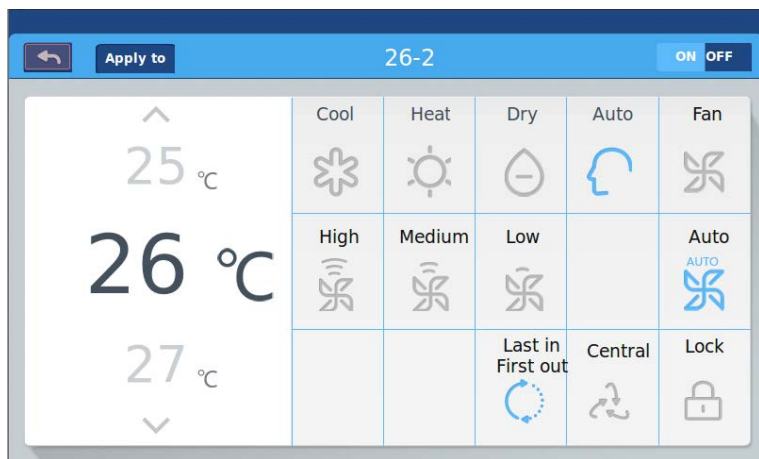 Apply to
26-2
ON OFF
25 °C
26 °C
27 °C
Cool
Heat
Dry
Auto
Fan
High
Medium
Low
Auto
AUTO
Last in
First out
Central
Lock